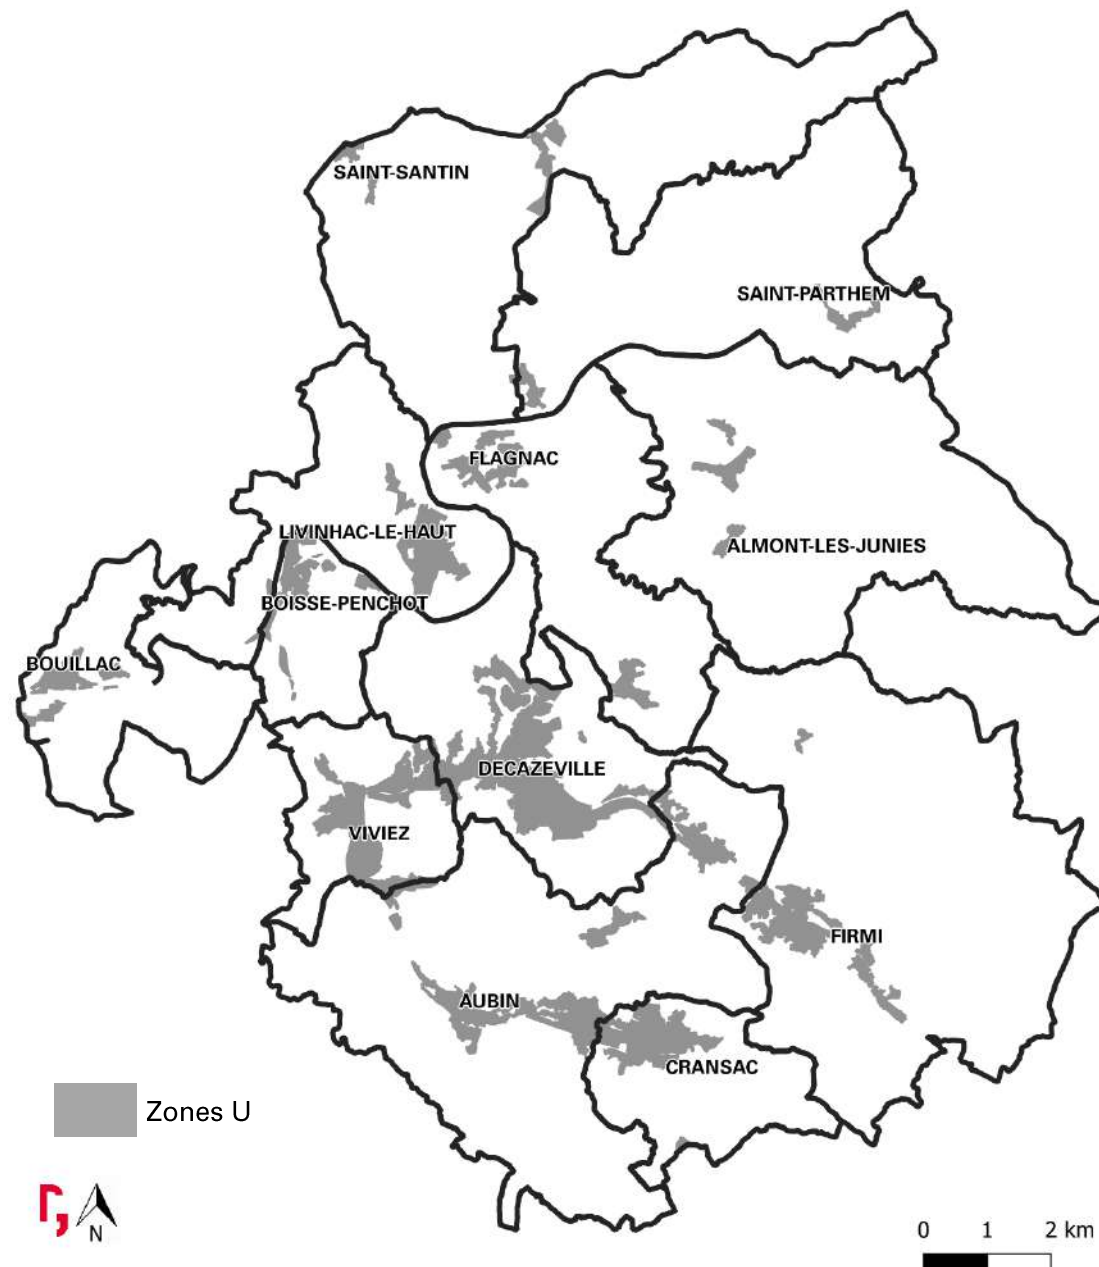 SAINT-SANTIN
SAINT-PARTHEM
FLAGNAC
LIVINHAC-LE-HAUT
ALMONT-LES-JUNIES
BOISSE-PENCHOT
BOUILLAC
DECAZEVILLE
VIVIEZ
FIRMI
AUBIN
CRANSAC
Zones U
N
0 1 2 km